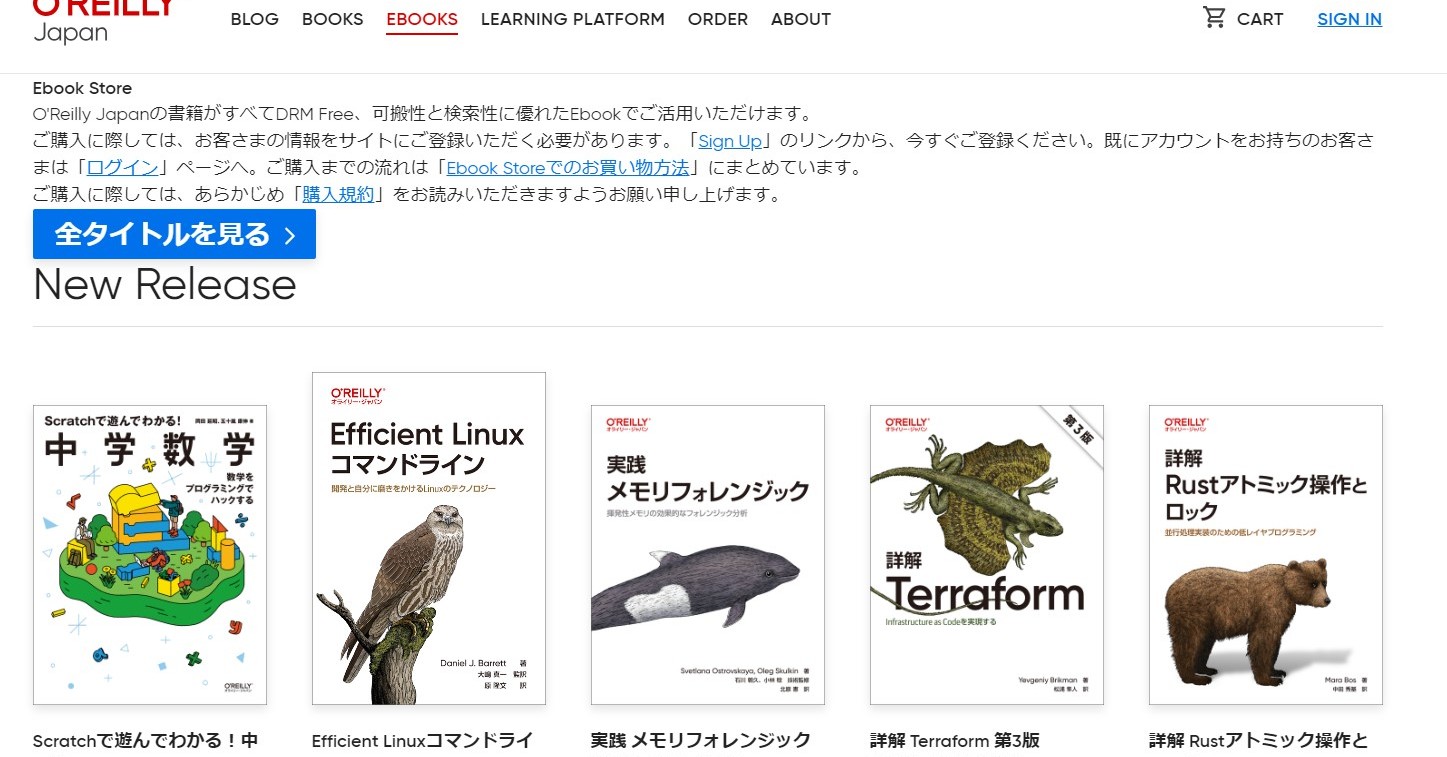 O'REILLY
Japan
BLOG BOOKS EBOOKS LEARNING PLATFORM ORDER ABOUT
CART SIGN IN
Ebook Store
O'Reilly Japanの書籍がすべてDRM Free、可搬性と検索性に優れたEbookでご活用いただけます。
ご購入に際しては、お客さまの情報をサイトにご登録いただく必要があります。「Sign Up」のリンクから、今すぐご登録ください。既にアカウントをお持ちのお客さ
まは「ログイン」ページへ。ご購入までの流れは「Ebook Storeでのお買い物方法」にまとめています。
ご購入に際しては、あらかじめ「購入規約」をお読みいただきますようお願い申し上げます。
全タイトルを見る
New Release
Scratchで遊んでわかる!
中学数学
数学を
プログラミングで
ハックする
O'REILLY
オライリー・ジャパン
O'REILLY
オライリー・ジャパン
Efficient Linux
コマンドライン
開発と自分に磨きをかけるLinuxのテクノロジー
Daniel J. Barrett 著
大嶋 真一 監訳
原 隆文 訳
O'REILLY
オライリー・ジャパン
実践
メモリフォレンジック
揮発性メモリの効果的なフォレンジック分析
Svetlana Ostrovskaya, Oleg Skulkin 著
北原 憲 訳
O'REILLY
オライリー・ジャパン
第3版
詳解
Terraform
Infrastructure as Codeを実現する
Yevgeniy Brikman 著
松浦 隼人 訳
O'REILLY
オライリー・ジャパン
詳解
Rustアトミック操作と
ロック
並行処理実装のための低レイヤプログラミング
Mara Bos 著
中田 秀基 訳
Scratchで遊んでわかる！中
Efficient Linuxコマンドライ
実践 メモリフォレンジック
詳解 Terraform 第3版
詳解 Rustアトミック操作と